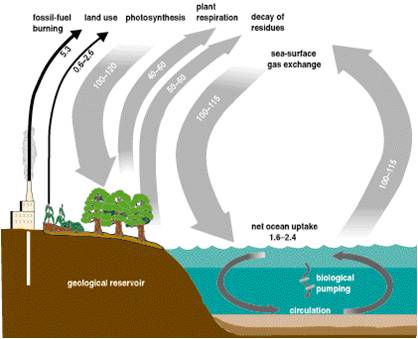 fossil-fuel
burning
land use
photosynthesis
plant
respiration
decay of
residues
sea-surface
gas exchange
5.3
0.6–2.6
100–120
40–60
50–60
100–115
100–115
net ocean uptake
1.6–2.4
geological reservoir
biological
pumping
circulation